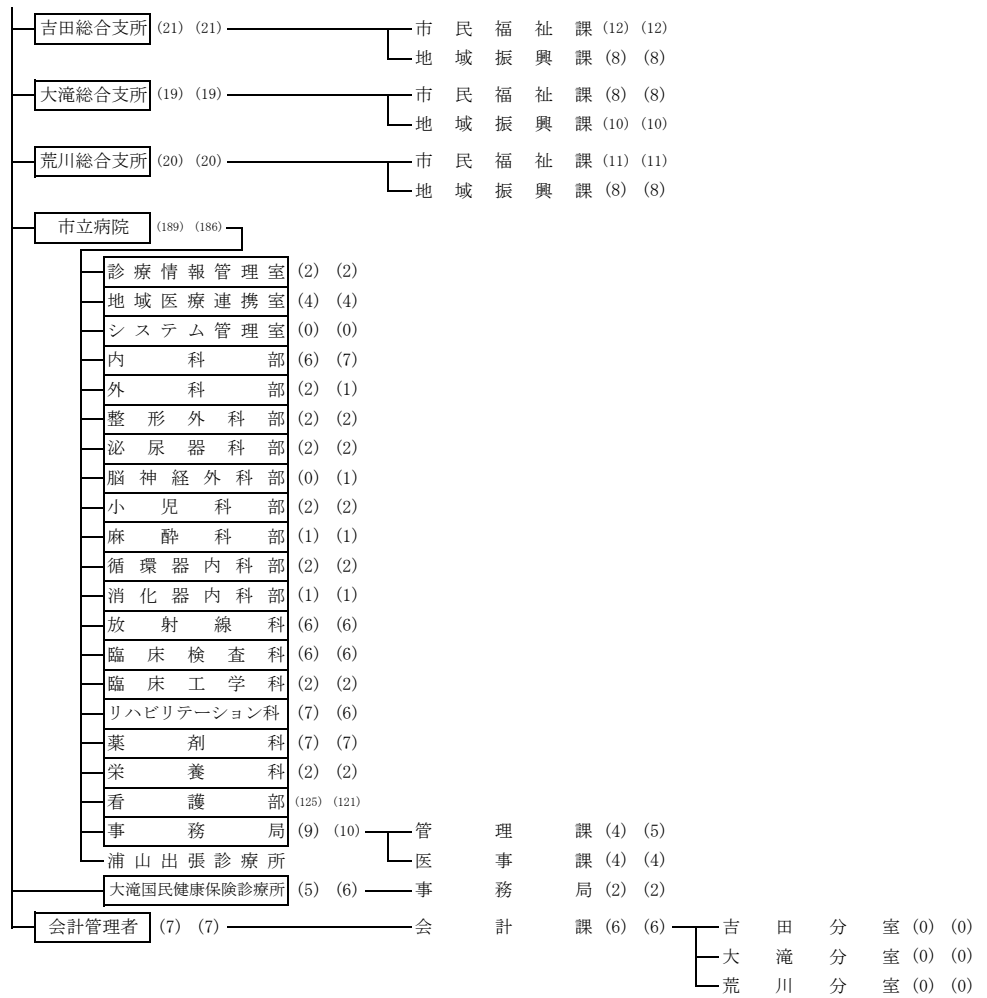 吉田総合支所 (21) (21) 市民福祉課 (12) (12)
地域振興課 (8) (8)
大滝総合支所 (19) (19) 市民福祉課 (8) (8)
地域振興課 (10) (10)
荒川総合支所 (20) (20) 市民福祉課 (11) (11)
地域振興課 (8) (8)
市立病院 (189) (186)
診療情報管理室 (2) (2)
地域医療連携室 (4) (4)
システム管理室 (0) (0)
内科部 (6) (7)
外科部 (2) (1)
整形外科部 (2) (2)
泌尿器科部 (2) (2)
脳神経外科部 (0) (1)
小児科部 (2) (2)
麻酔科部 (1) (1)
循環器内科部 (2) (2)
消化器内科部 (1) (1)
放射線科 (6) (6)
臨床検査科 (6) (6)
臨床工学科 (2) (2)
リハビリテーション科 (7) (6)
薬剤科 (7) (7)
栄養科 (2) (2)
看護部 (125) (121)
事務局 (9) (10) 管理課 (4) (5)
浦山出張診療所 医事課 (4) (4)
大滝国民健康保険診療所 (5) (6) 事務局 (2) (2)
会計管理者 (7) (7) 会計課 (6) (6) 吉田分室 (0) (0)
大滝分室 (0) (0)
荒川分室 (0) (0)